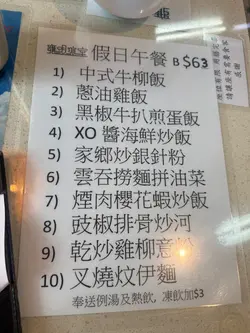 假日午餐 B $63
1) 中式牛柳飯
2) 蔥油雞飯
3) 黑椒牛扒煎蛋飯
4) XO 醬海鮮炒飯
5) 家鄉炒銀針粉
6) 雲吞撈麵拼油菜
7) 煙肉櫻花蝦炒飯
8) 豉椒排骨炒河
9) 乾炒雞柳意
10) 叉燒炆伊麵
奉送例湯及熱飲, 凍飲加$3